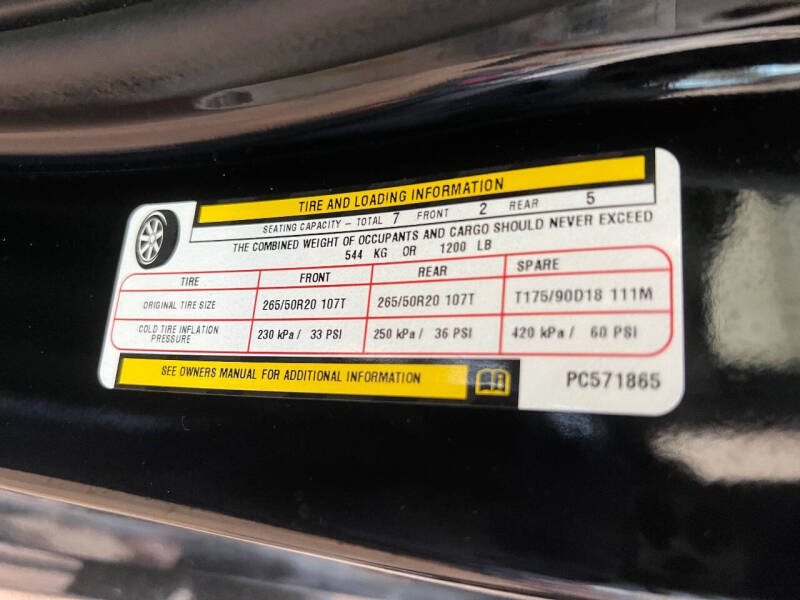 TIRE AND LOADING INFORMATION
SEATING CAPACITY – TOTAL 7 FRONT 2 REAR 5
THE COMBINED WEIGHT OF OCCUPANTS AND CARGO SHOULD NEVER EXCEED
544 KG OR 1200 LB
TIRE FRONT REAR SPARE
ORIGINAL TIRE SIZE 265/50R20 107T 265/50R20 107T T175/90D18 111M
COLD TIRE INFLATION
PRESSURE 230 kPa / 33 PSI 250 kPa / 36 PSI 420 kPa / 60 PSI
SEE OWNERS MANUAL FOR ADDITIONAL INFORMATION
PC571865